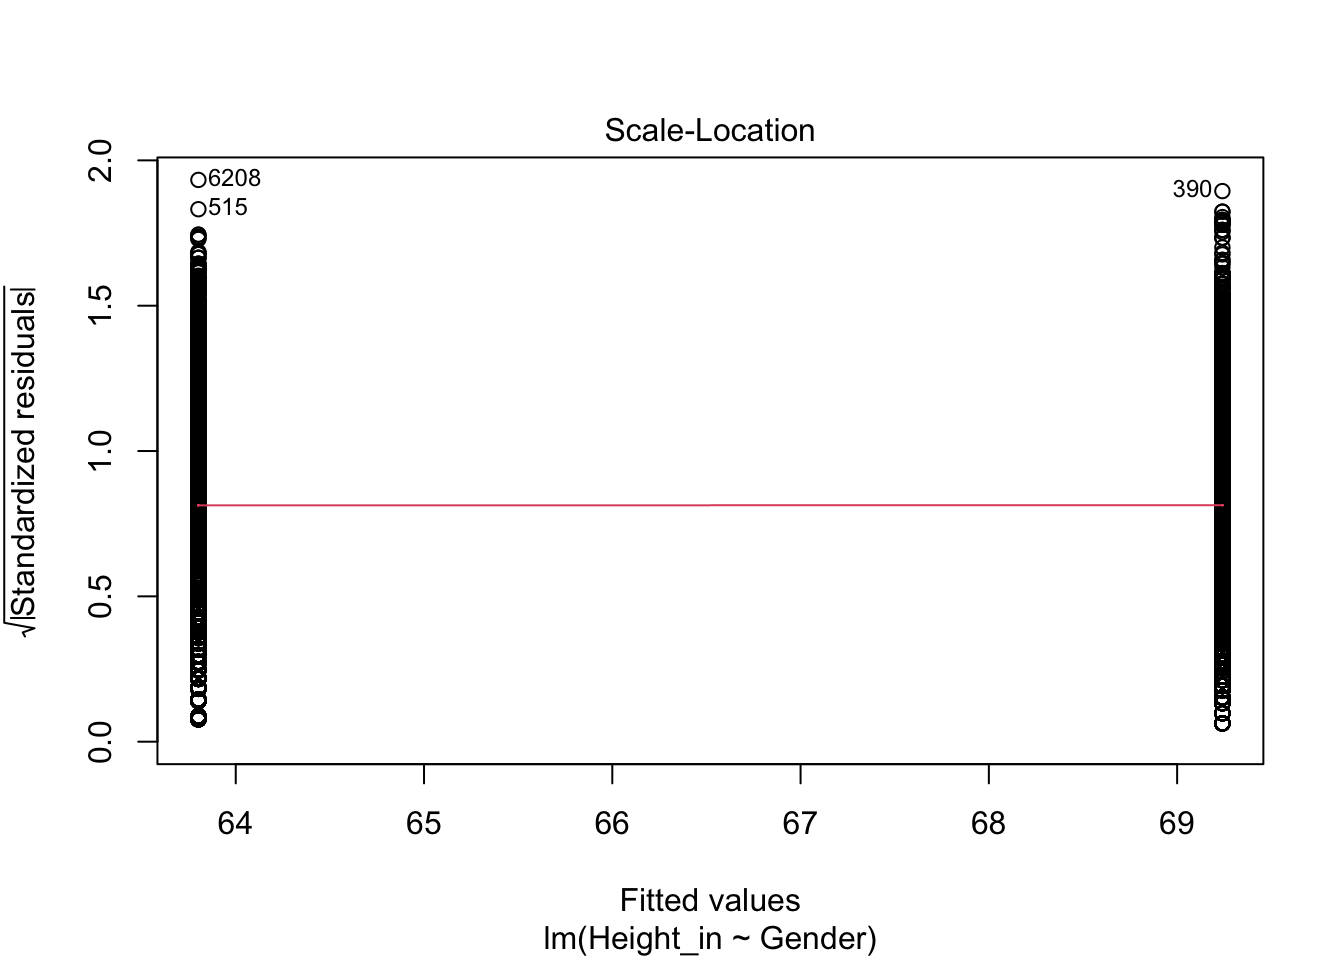 Scale-Location
√|Standardized residuals|
2.0
1.5
1.0
0.5
0.0
6208
515
390
64 65 66 67 68 69
Fitted values
lm(Height_in ~ Gender)